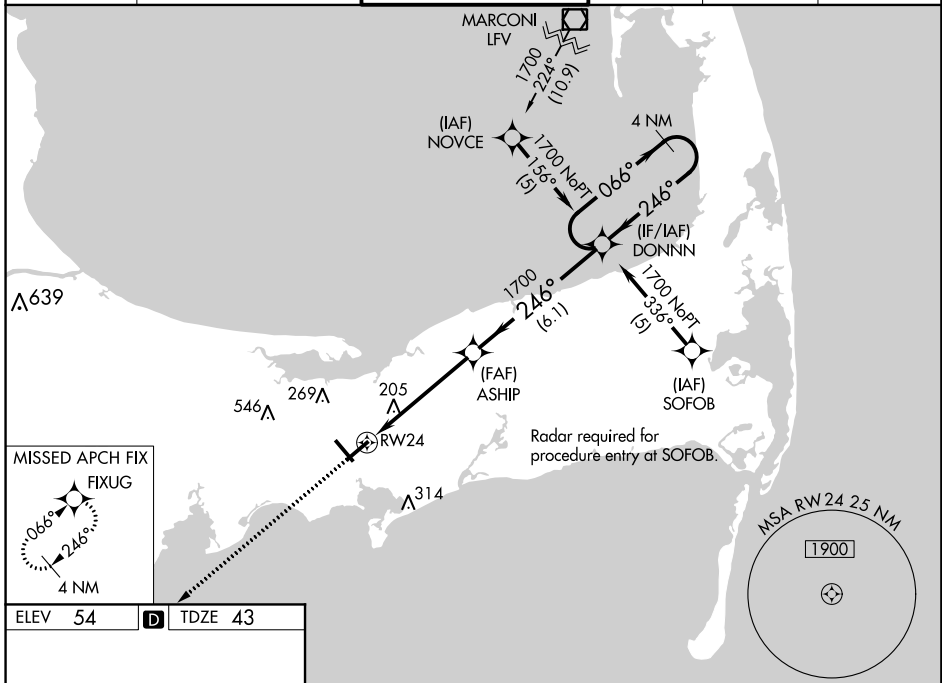 MARCONI
LFV
1700
224°
(10.9)
(IAF)
NOVCE
4 NM
1700 NoPT
156°
(5)
066°
246°
(IF/IAF)
DONNN
639
1700
246°
(6.1)
1700 NoPT
336°
(5)
(FAF)
ASHIP
(IAF)
SOFOB
546
269
205
RW24
Radar required for
procedure entry at SOFOB.
314
MISSED APCH FIX
FIXUG
066°
246°
4 NM
MSA RW24 25 NM
1900
ELEV 54 D TDZE 43